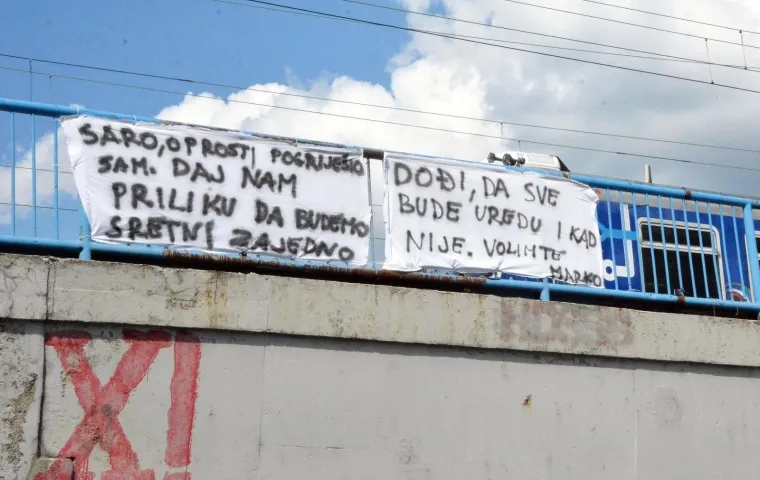 SARO, OPROSTI POGRIJEŠIO
SAM. DAJ NAM
PRILIKU DA BUDEMO
SRETNI ZAJEDNO
DOĐI, DA SVE
BUDE UREDU I KAD
NIJE. VOLIM TE
MARKO
XI